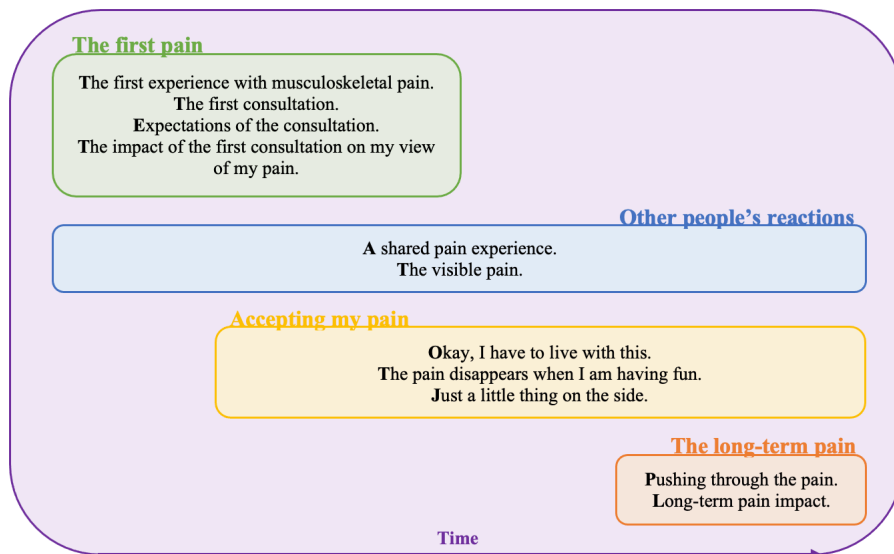 The first pain
The first experience with musculoskeletal pain.
The first consultation.
Expectations of the consultation.
The impact of the first consultation on my view
of my pain.
Other people's reactions
A shared pain experience.
The visible pain.
Accepting my pain
Okay, I have to live with this.
The pain disappears when I am having fun.
Just a little thing on the side.
The long-term pain
Pushing through the pain.
Long-term pain impact.
Time